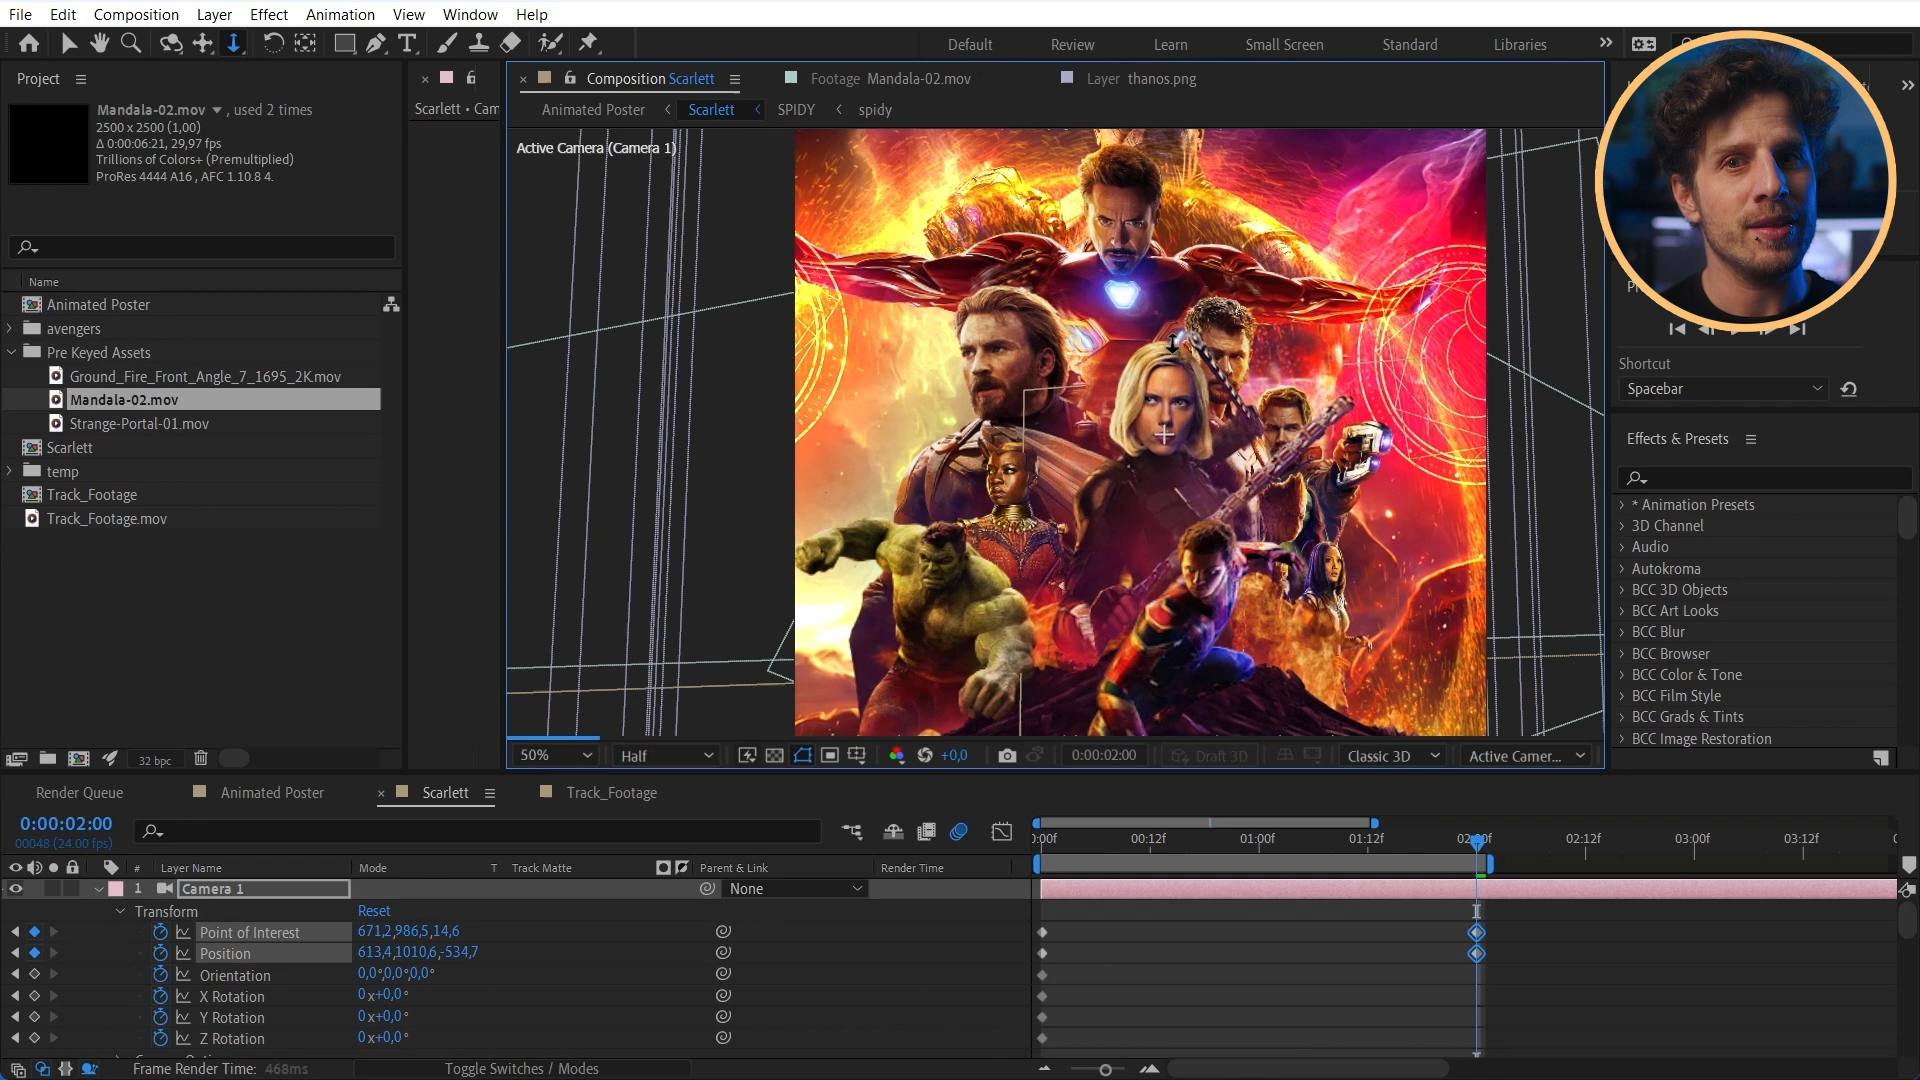 File Edit Composition Layer Effect Animation View Window Help
Default Review Learn Small Screen Standard Libraries
Project
Mandala-02.mov , used 2 times
2500 x 2500 (1,00)
Δ 0:00:06:21, 29,97 fps
Trillions of Colors+ (Premultiplied)
ProRes 4444 A16 , AFC 1.10.8 4.
Name
Animated Poster
avengers
Pre Keyed Assets
Ground_Fire_Front_Angle_7_1695_2K.mov
Mandala-02.mov
Strange-Portal-01.mov
Scarlett
temp
Track_Footage
Track_Footage.mov
32 bpc
Scarlett • Cam
Composition Scarlett Footage Mandala-02.mov Layer thanos.png
Animated Poster Scarlett SPIDY spidy
Active Camera (Camera 1)
50% Half +0,0 0:00:02:00 Draft 3D Classic 3D Active Camer...
Shortcut
Spacebar
Effects & Presets
* Animation Presets
3D Channel
Audio
Autokroma
BCC 3D Objects
BCC Art Looks
BCC Blur
BCC Browser
BCC Color & Tone
BCC Film Style
BCC Grads & Tints
BCC Image Restoration
Render Queue Animated Poster Scarlett Track_Footage
0:00:02:00
00048 (24.00 fps)
:00f 00:12f 01:00f 01:12f 02:00f 02:12f 03:00f 03:12f
# Layer Name Mode T Track Matte Parent & Link Render Time
1 Camera 1 None
Transform Reset
Point of Interest 671,2,986,5,14,6
Position 613,4,1010,6,-534,7
Orientation 0,0°,0,0°,0,0°
X Rotation 0x+0,0°
Y Rotation 0x+0,0°
Z Rotation 0x+0,0°
Frame Render Time: 468ms Toggle Switches / Modes